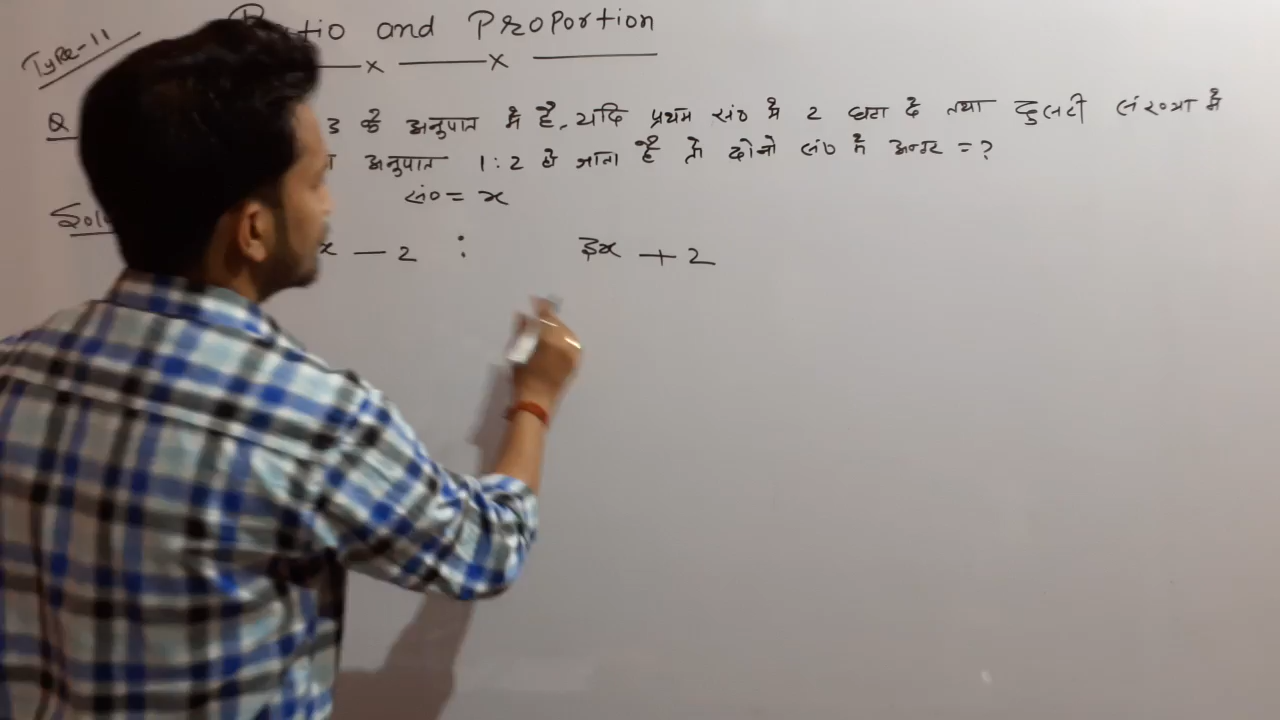 Type-11
Ratio and Proportion
Q 3 के अनुपात में है, यदि प्रथम सं० में 2 घटा दे तथा दुसरी संख्या में
अनुपात 1:2 हो जाता है तो दोनो सं० में अन्तर = ?
सं० = x
x - 2 : 3x + 2